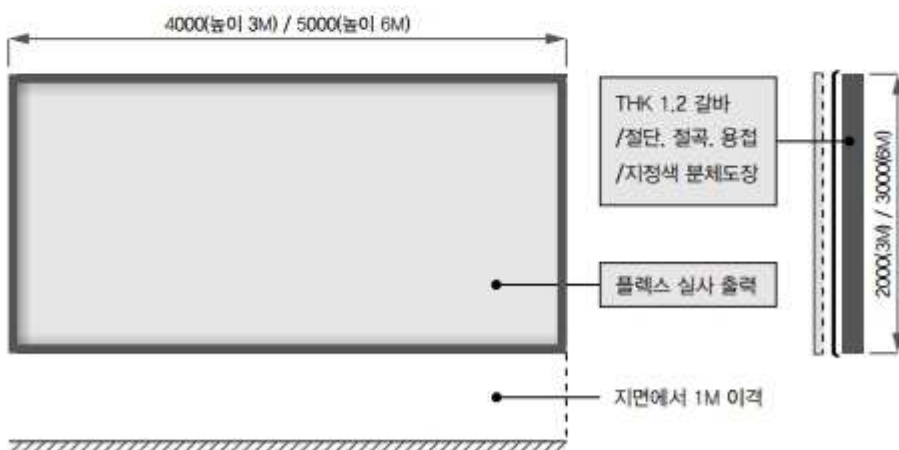 4000(높이 3M) / 5000(높이 6M)
THK 1.2 갈바
/절단, 절곡, 용접
/지정색 분체도장
2000(3M) / 3000(6M)
플렉스 실사 출력
지면에서 1M 이격